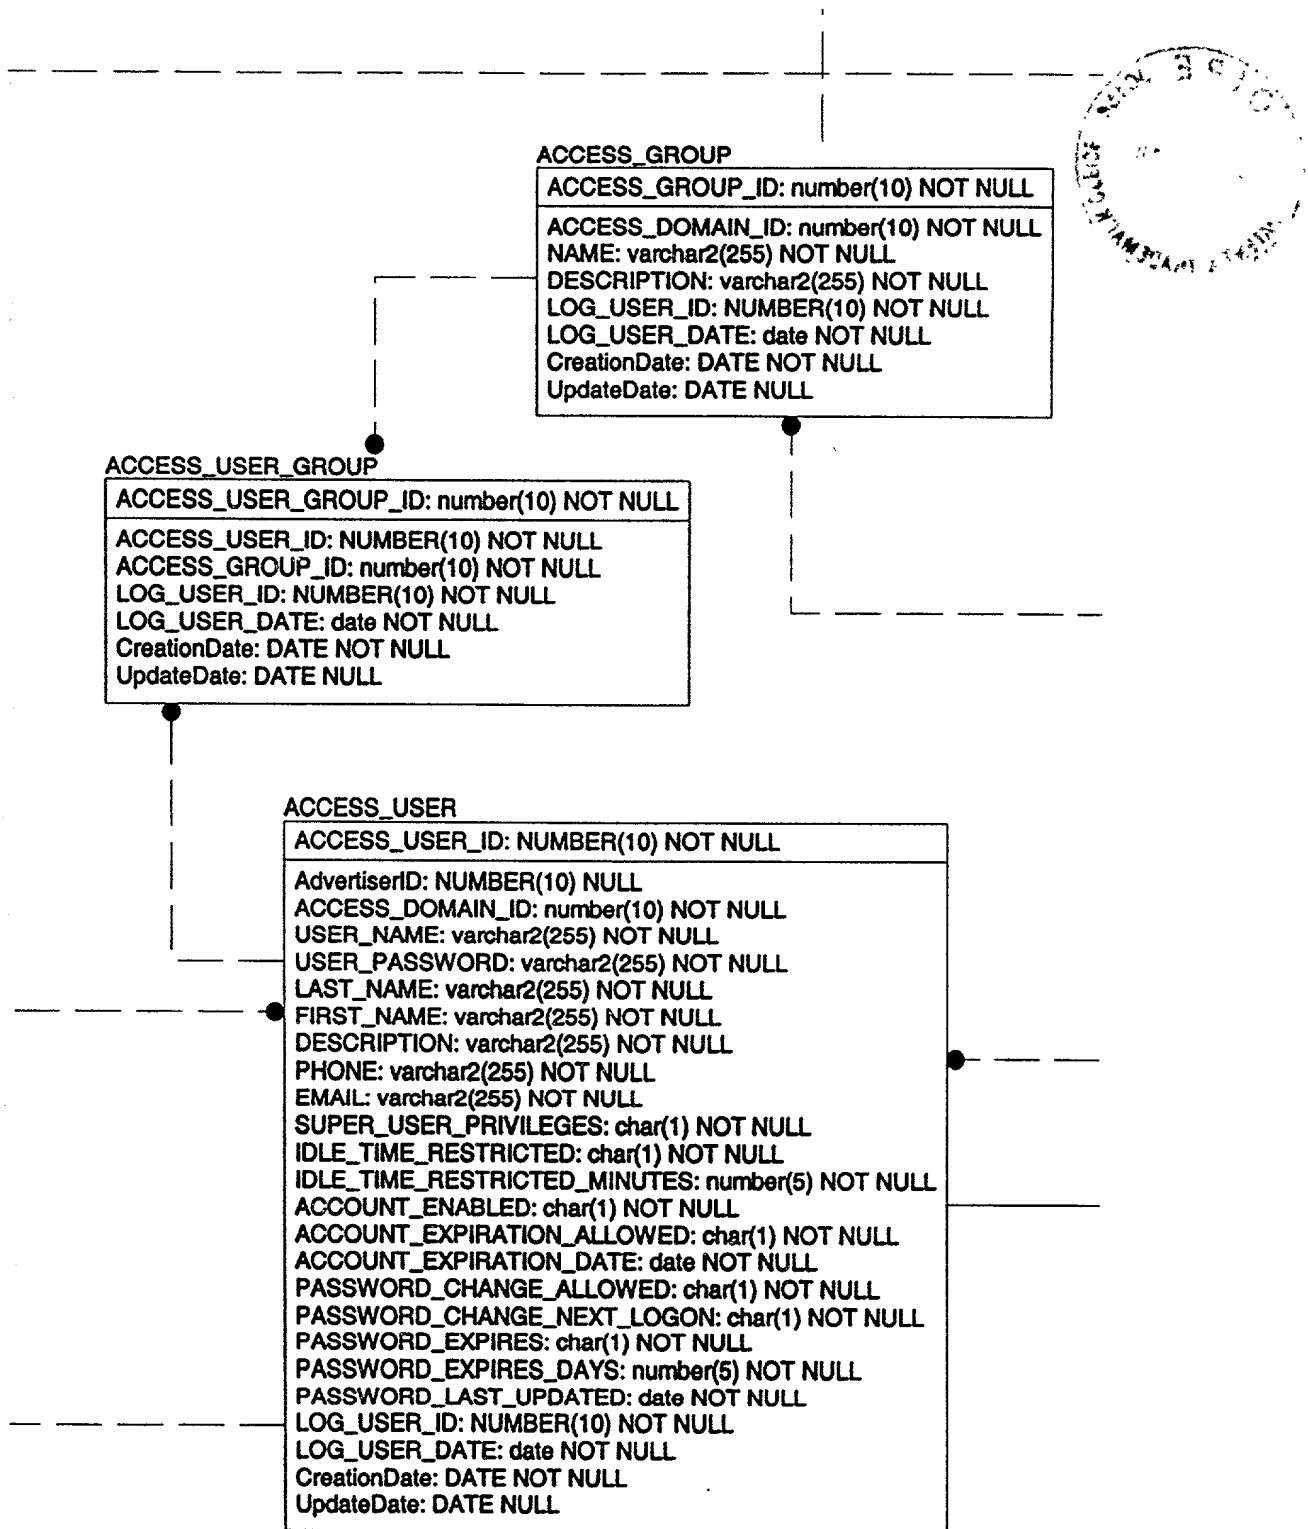 ACCESS_GROUP
ACCESS_GROUP_ID: number(10) NOT NULL
ACCESS_DOMAIN_ID: number(10) NOT NULL
NAME: varchar2(255) NOT NULL
DESCRIPTION: varchar2(255) NOT NULL
LOG_USER_ID: NUMBER(10) NOT NULL
LOG_USER_DATE: date NOT NULL
CreationDate: DATE NOT NULL
UpdateDate: DATE NULL
ACCESS_USER_GROUP
ACCESS_USER_GROUP_ID: number(10) NOT NULL
ACCESS_USER_ID: NUMBER(10) NOT NULL
ACCESS_GROUP_ID: number(10) NOT NULL
LOG_USER_ID: NUMBER(10) NOT NULL
LOG_USER_DATE: date NOT NULL
CreationDate: DATE NOT NULL
UpdateDate: DATE NULL
ACCESS_USER
ACCESS_USER_ID: NUMBER(10) NOT NULL
AdvertiserID: NUMBER(10) NULL
ACCESS_DOMAIN_ID: number(10) NOT NULL
USER_NAME: varchar2(255) NOT NULL
USER_PASSWORD: varchar2(255) NOT NULL
LAST_NAME: varchar2(255) NOT NULL
FIRST_NAME: varchar2(255) NOT NULL
DESCRIPTION: varchar2(255) NOT NULL
PHONE: varchar2(255) NOT NULL
EMAIL: varchar2(255) NOT NULL
SUPER_USER_PRIVILEGES: char(1) NOT NULL
IDLE_TIME_RESTRICTED: char(1) NOT NULL
IDLE_TIME_RESTRICTED_MINUTES: number(5) NOT NULL
ACCOUNT_ENABLED: char(1) NOT NULL
ACCOUNT_EXPIRATION_ALLOWED: char(1) NOT NULL
ACCOUNT_EXPIRATION_DATE: date NOT NULL
PASSWORD_CHANGE_ALLOWED: char(1) NOT NULL
PASSWORD_CHANGE_NEXT_LOGON: char(1) NOT NULL
PASSWORD_EXPIRES: char(1) NOT NULL
PASSWORD_EXPIRES_DAYS: number(5) NOT NULL
PASSWORD_LAST_UPDATED: date NOT NULL
LOG_USER_ID: NUMBER(10) NOT NULL
LOG_USER_DATE: date NOT NULL
CreationDate: DATE NOT NULL
UpdateDate: DATE NULL